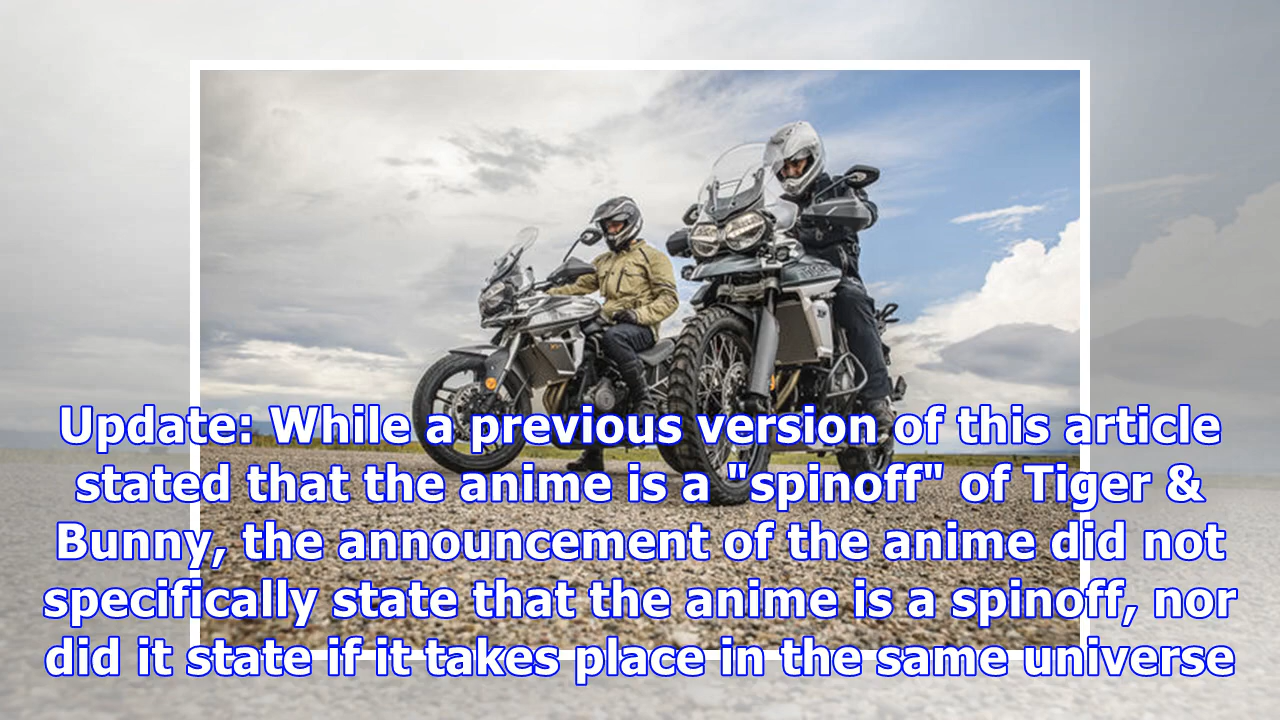 Update: While a previous version of this article
stated that the anime is a "spinoff" of Tiger &
Bunny, the announcement of the anime did not
specifically state that the anime is a spinoff, nor
did it state if it takes place in the same universe